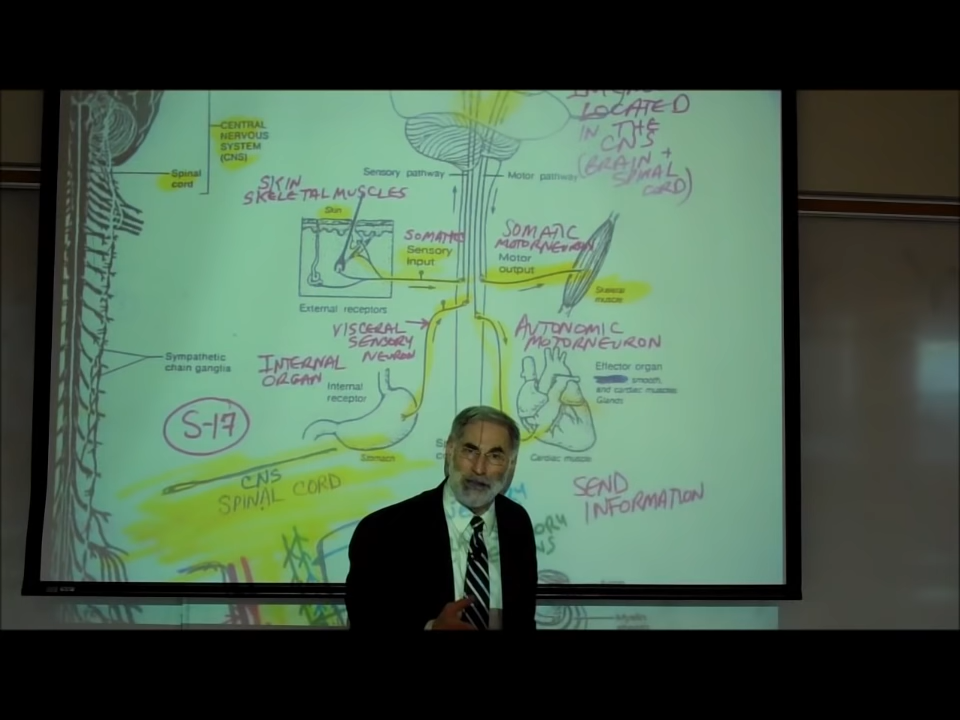 LOCATED
IN THE
CNS
(BRAIN +
SPINAL
CORD)
CENTRAL
NERVOUS
SYSTEM
(CNS)
Spinal
cord
Sensory pathway
Motor pathway
SKIN
SKELETAL MUSCLES
Skin
SOMATIC
Sensory
input
SOMATIC
MOTORNEURON
Motor
output
Skeletal
muscle
External receptors
VISCERAL
SENSORY
NEURON
AUTONOMIC
MOTORNEURON
Sympathetic
chain ganglia
INTERNAL
ORGAN
Internal
receptor
Effector organ
smooth,
and cardiac muscles
Glands
S-17
Stomach
Cardiac muscle
CNS
SPINAL CORD
SEND
INFORMATION